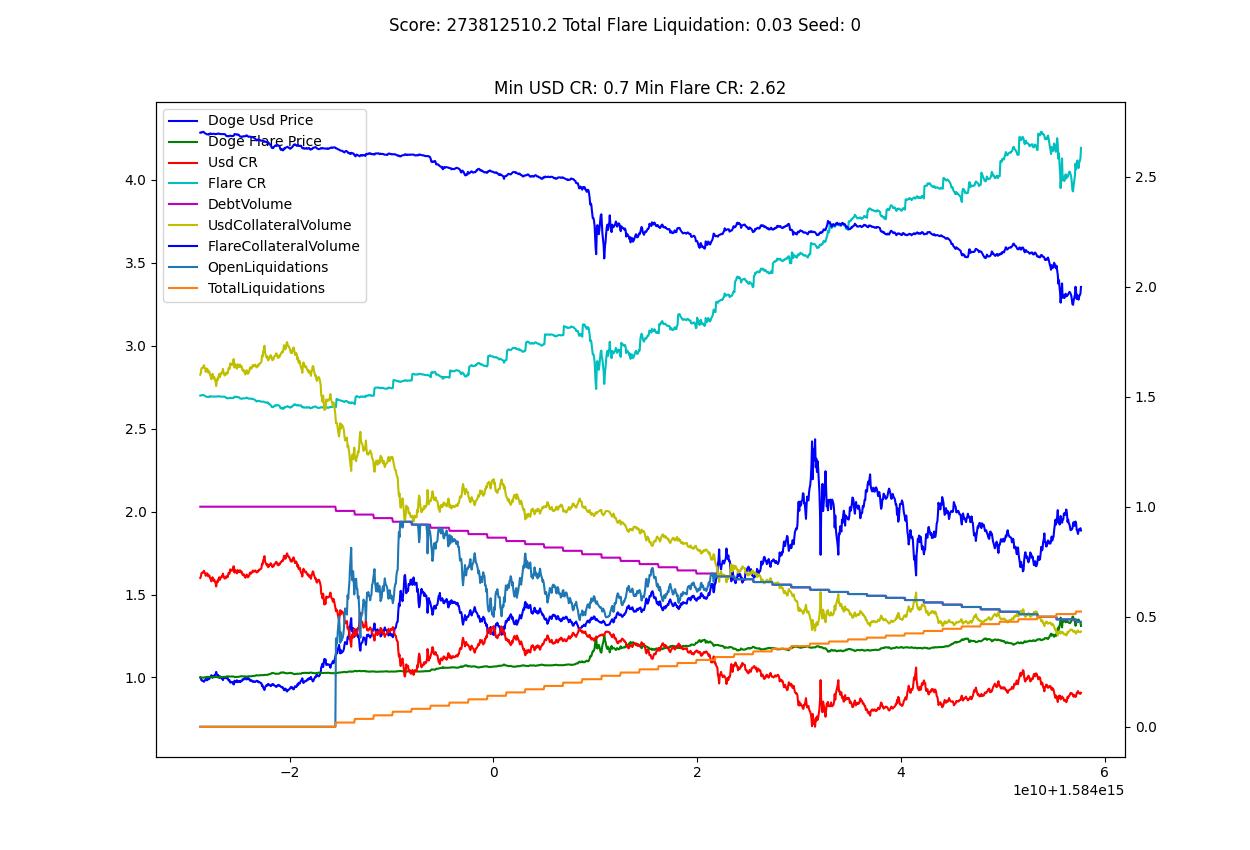 Score: 273812510.2 Total Flare Liquidation: 0.03 Seed: 0
Min USD CR: 0.7 Min Flare CR: 2.62
Doge Usd Price
Doge Flare Price
Usd CR
Flare CR
DebtVolume
UsdCollateralVolume
FlareCollateralVolume
OpenLiquidations
TotalLiquidations
4.0
3.5
3.0
2.5
2.0
1.5
1.0
2.5
2.0
1.5
1.0
0.5
0.0
−2 0 2 4 6
1e10+1.584e15